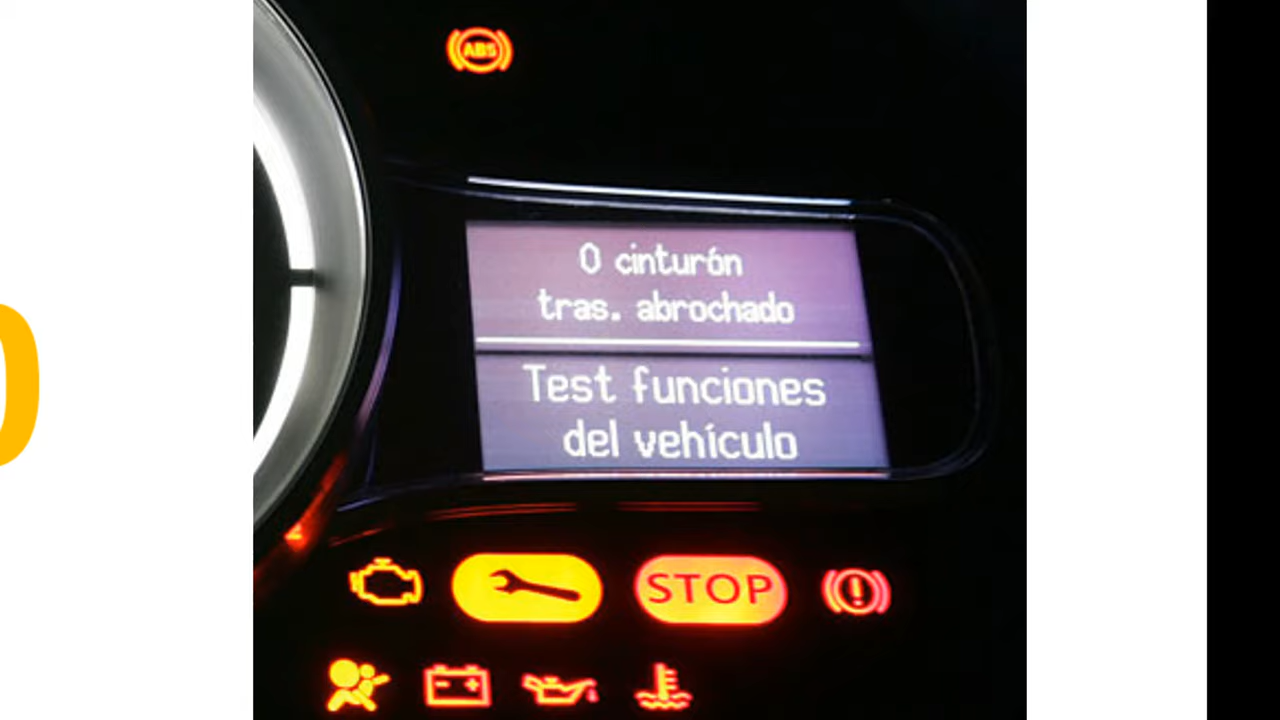 ABS
0 cinturón
tras. abrochado
Test funciones
del vehículo
STOP